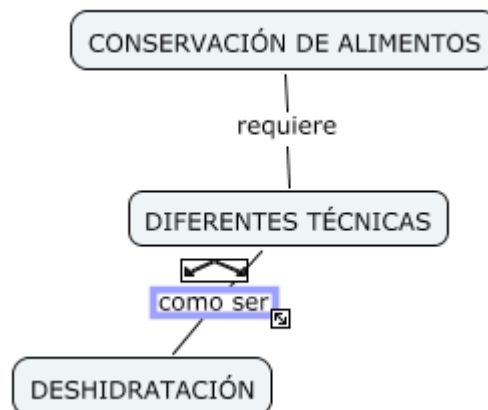 CONSERVACIÓN DE ALIMENTOS
requiere
DIFERENTES TÉCNICAS
como ser
DESHIDRATACIÓN